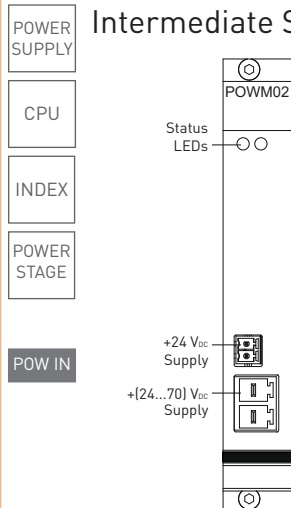 POWER
SUPPLY
CPU
INDEX
POWER
STAGE
POW IN
Intermediate S
POWM02
Status
LEDs
+24 VDC
Supply
+(24...70) VDC
Supply